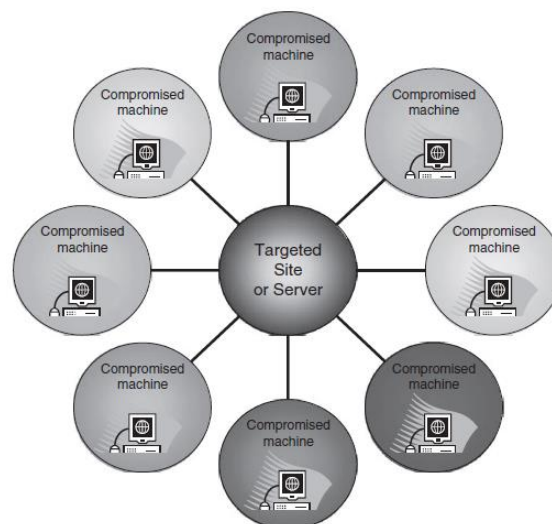 Compromised
machine
Compromised
machine
Compromised
machine
Compromised
machine
Targeted
Site
or Server
Compromised
machine
Compromised
machine
Compromised
machine
Compromised
machine